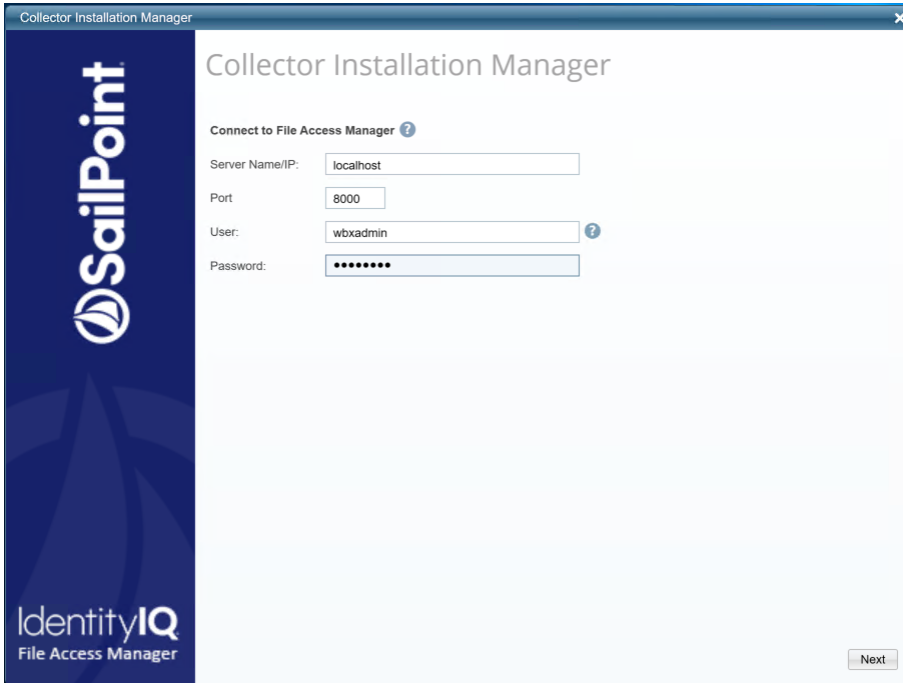 Collector Installation Manager
SailPoint
Collector Installation Manager
Connect to File Access Manager ?
Server Name/IP: localhost
Port 8000
User: wbxadmin ?
Password: ••••••••
IdentityIQ
File Access Manager
Next